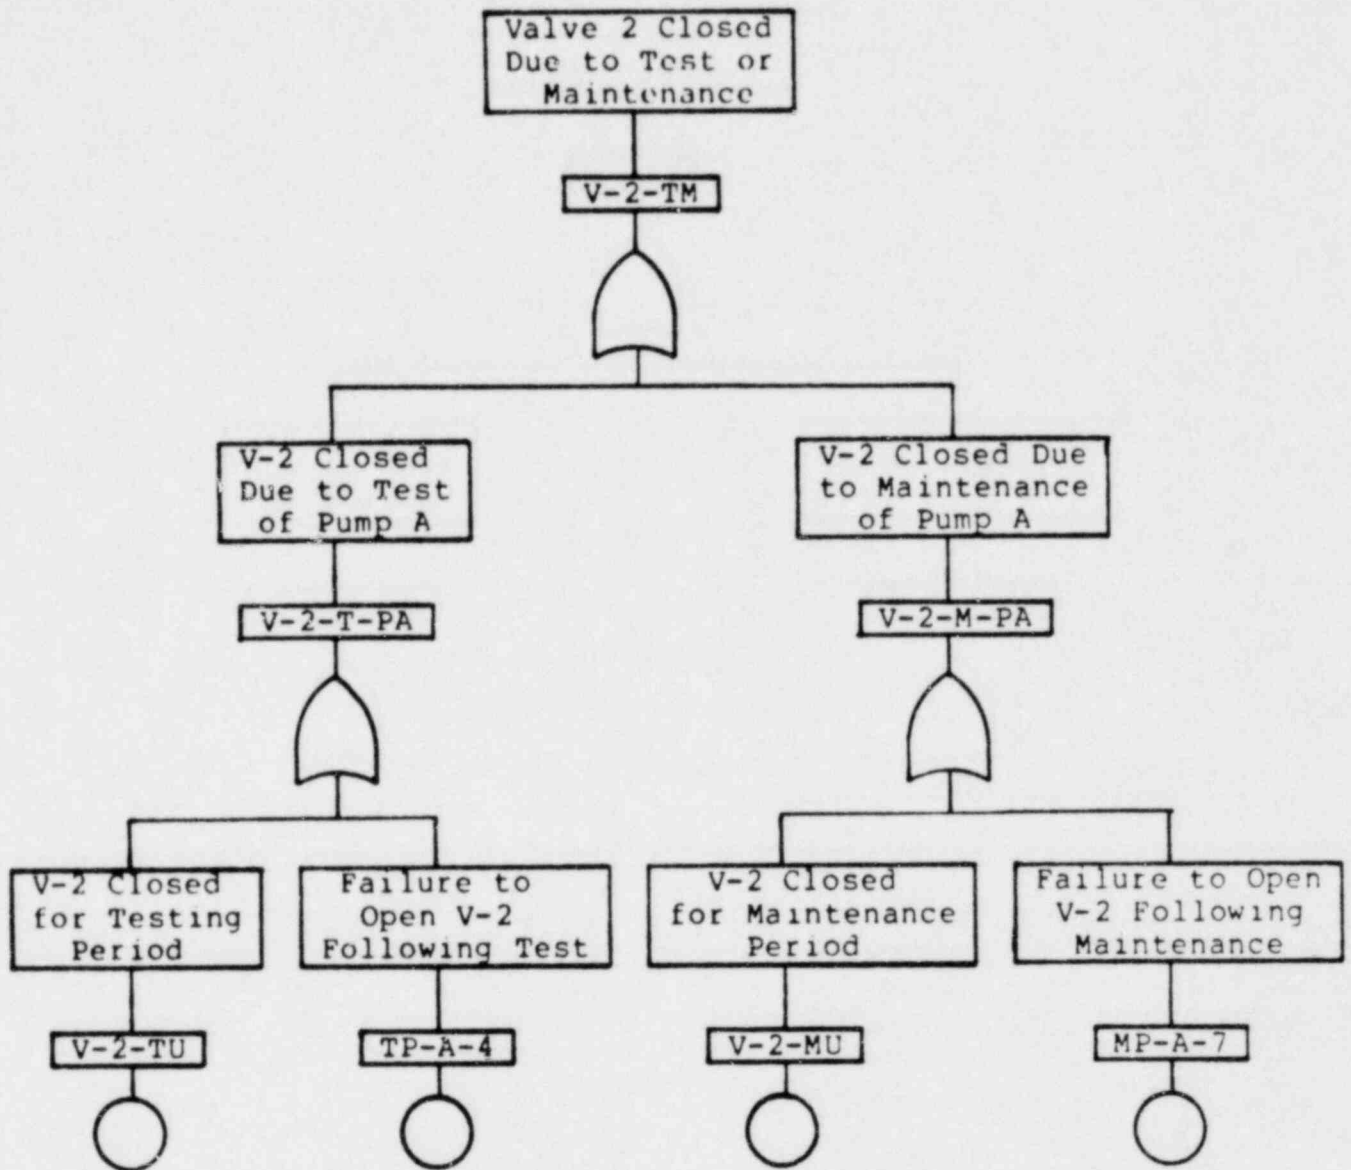 Valve 2 Closed
Due to Test or
Maintenance
V-2-TM
V-2 Closed
Due to Test
of Pump A
V-2 Closed Due
to Maintenance
of Pump A
V-2-T-PA
V-2-M-PA
V-2 Closed
for Testing
Period
Failure to
Open V-2
Following Test
V-2 Closed
for Maintenance
Period
Failure to Open
V-2 Following
Maintenance
V-2-TU
TP-A-4
V-2-MU
MP-A-7